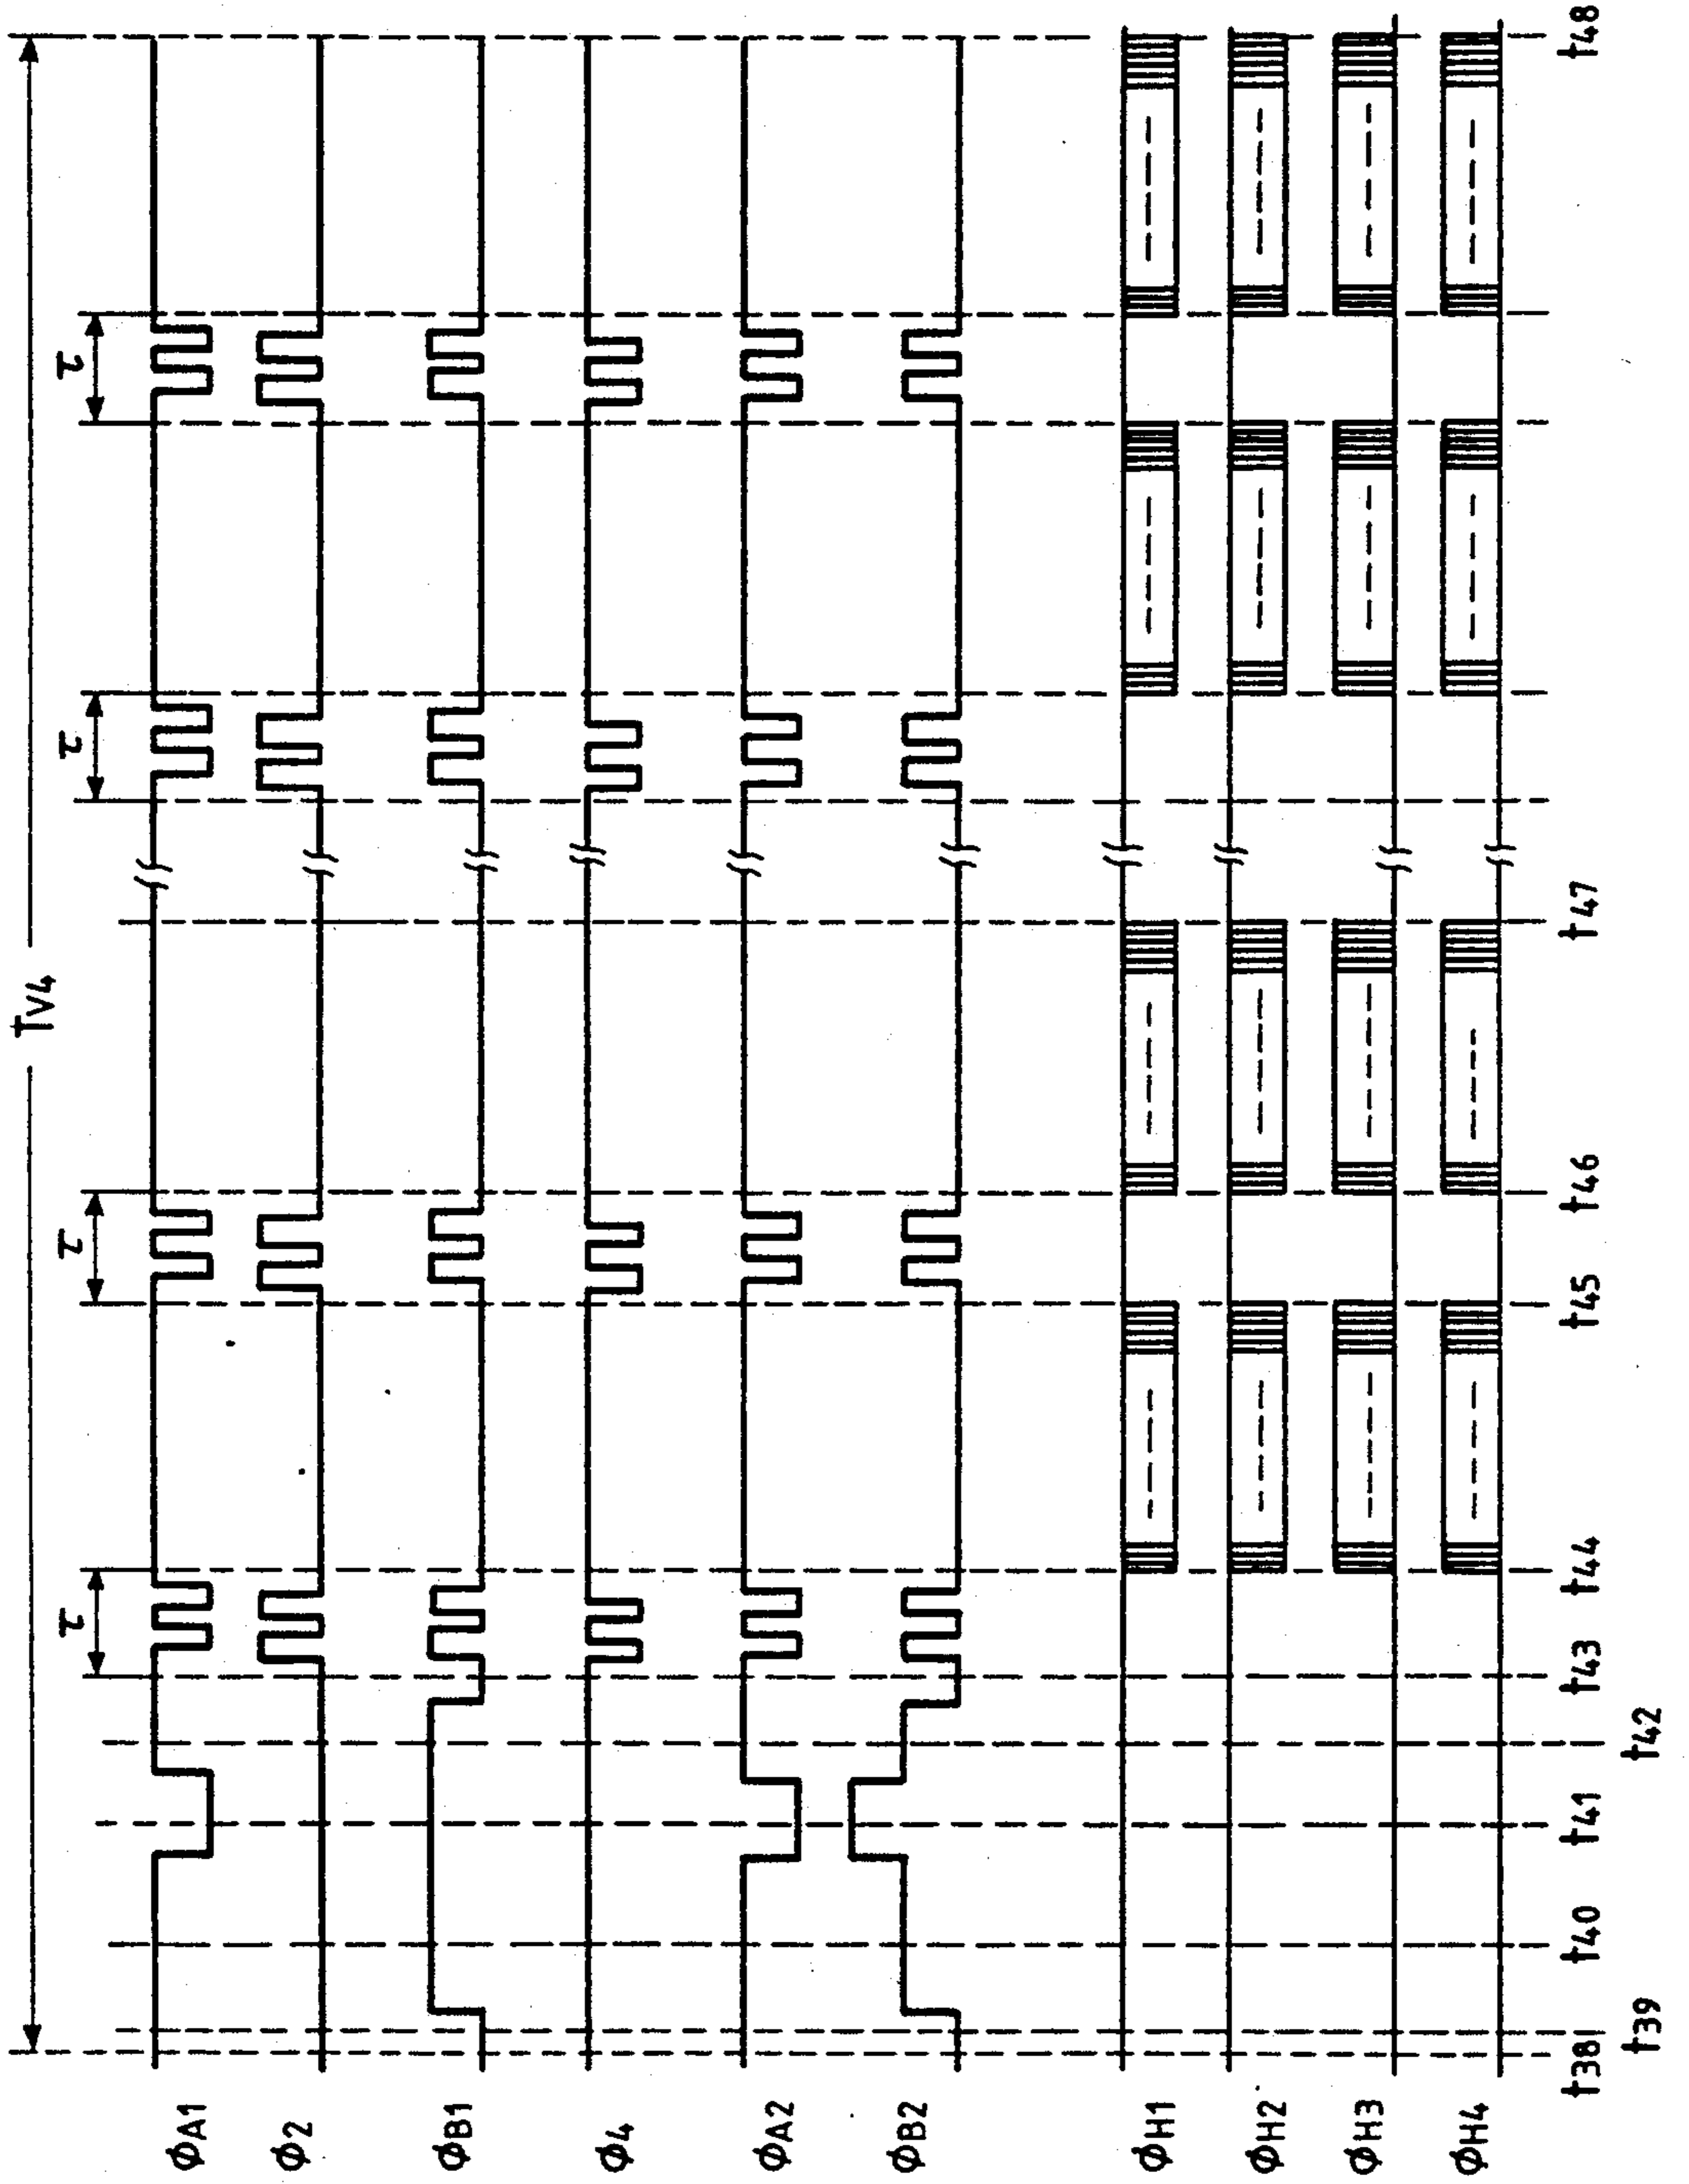 tV4
τ τ τ τ
ΦA1
Φ2
ΦB1
Φ4
ΦA2
ΦB2
ΦH1
ΦH2
ΦH3
ΦH4
t38 t39 t40 t41 t42 t43 t44 t45 t46 t47 t48